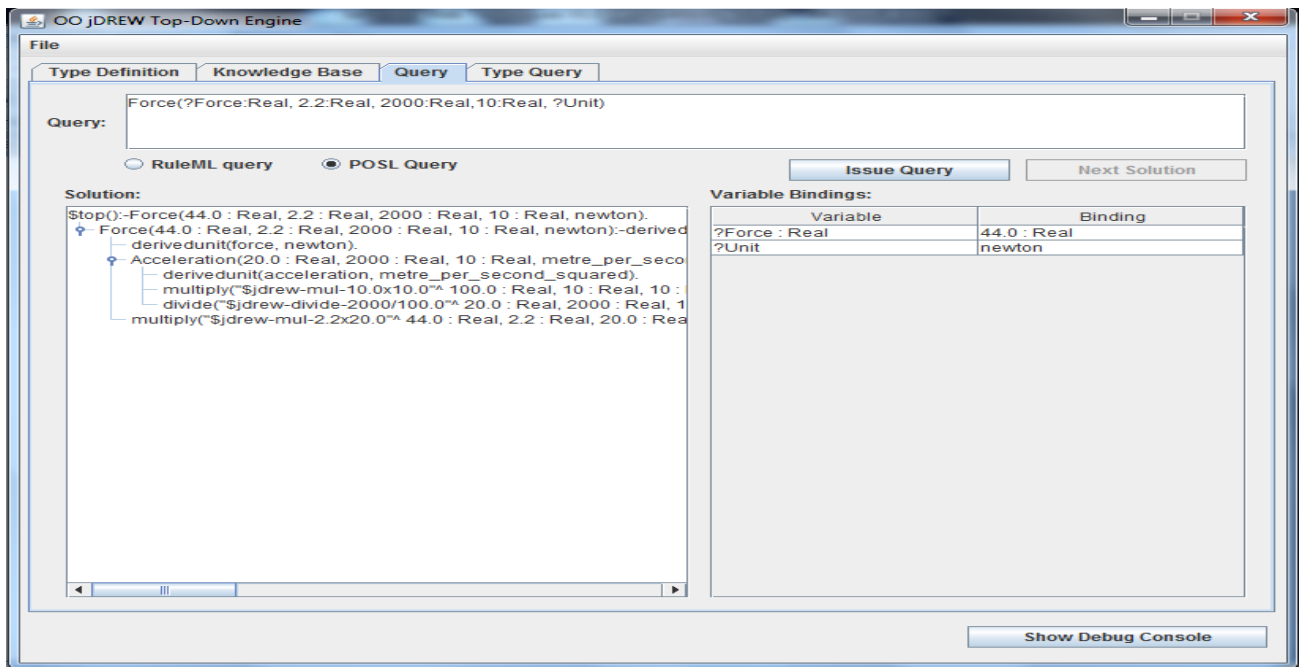 OO jDREW Top-Down Engine
File
Type Definition
Knowledge Base
Query
Type Query
Query:
Force(?Force:Real, 2.2:Real, 2000:Real,10:Real, ?Unit)
RuleML query
POSL Query
Issue Query
Next Solution
Solution:
$top():-Force(44.0 : Real, 2.2 : Real, 2000 : Real, 10 : Real, newton).
Force(44.0 : Real, 2.2 : Real, 2000 : Real, 10 : Real, newton):-derived
derivedunit(force, newton).
Acceleration(20.0 : Real, 2000 : Real, 10 : Real, metre_per_seco
derivedunit(acceleration, metre_per_second_squared).
multiply("$jdrew-mul-10.0x10.0"^ 100.0 : Real, 10 : Real, 10 :
divide("$jdrew-divide-2000/100.0"^ 20.0 : Real, 2000 : Real, 1
multiply("$jdrew-mul-2.2x20.0"^ 44.0 : Real, 2.2 : Real, 20.0 : Rea
Variable Bindings:
Variable Binding
?Force : Real 44.0 : Real
?Unit newton
Show Debug Console